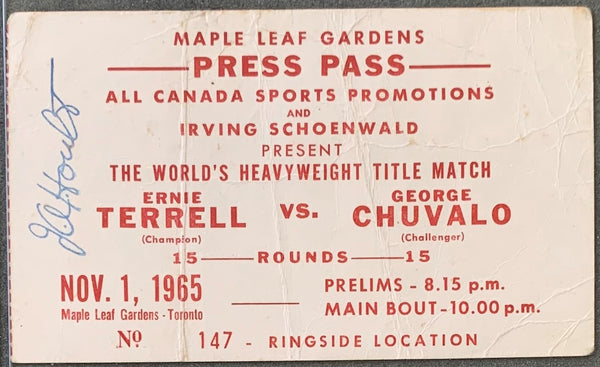 MAPLE LEAF GARDENS
PRESS PASS
ALL CANADA SPORTS PROMOTIONS
AND
IRVING SCHOENWALD
PRESENT
THE WORLD'S HEAVYWEIGHT TITLE MATCH
ERNIE TERRELL (Champion)
VS.
GEORGE CHUVALO (Challenger)
15 ROUNDS 15
NOV. 1, 1965
Maple Leaf Gardens - Toronto
PRELIMS - 8.15 p.m.
MAIN BOUT - 10.00 p.m.
Nº 147 - RINGSIDE LOCATION